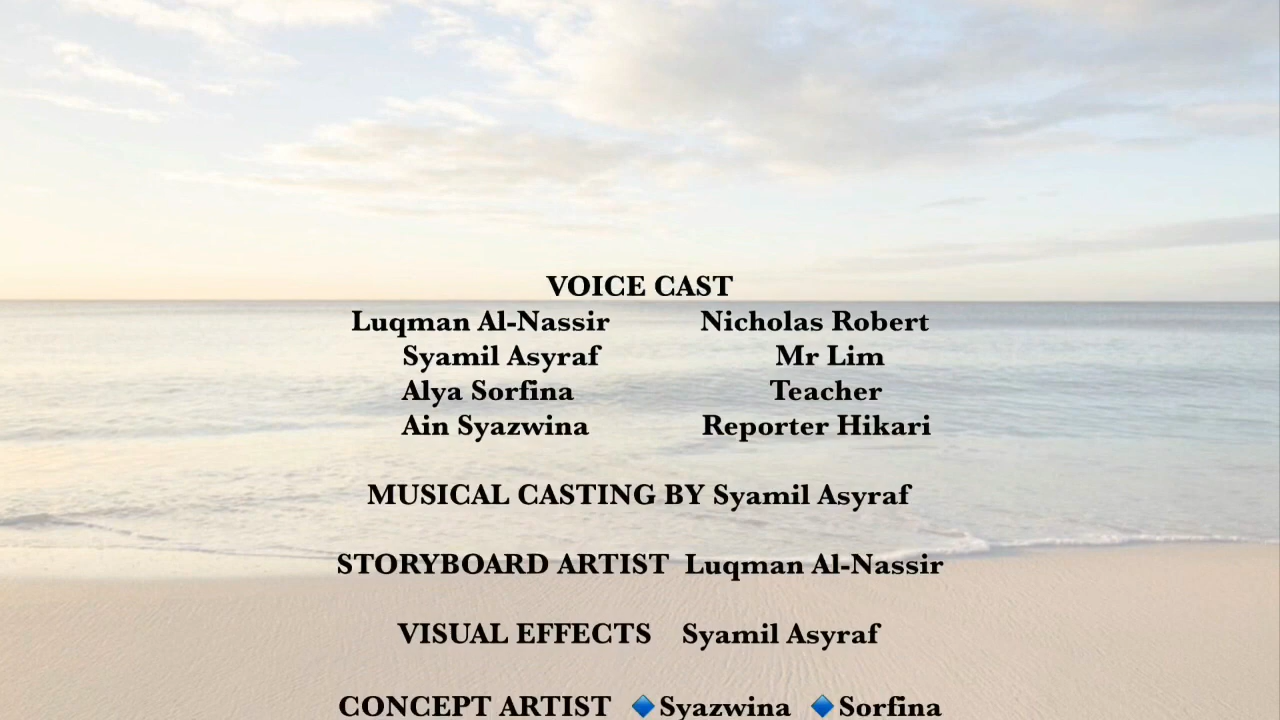 VOICE CAST
Luqman Al-Nassir Nicholas Robert
Syamil Asyraf Mr Lim
Alya Sorfina Teacher
Ain Syazwina Reporter Hikari
MUSICAL CASTING BY Syamil Asyraf
STORYBOARD ARTIST Luqman Al-Nassir
VISUAL EFFECTS Syamil Asyraf
CONCEPT ARTIST 🔷Syazwina 🔷Sorfina